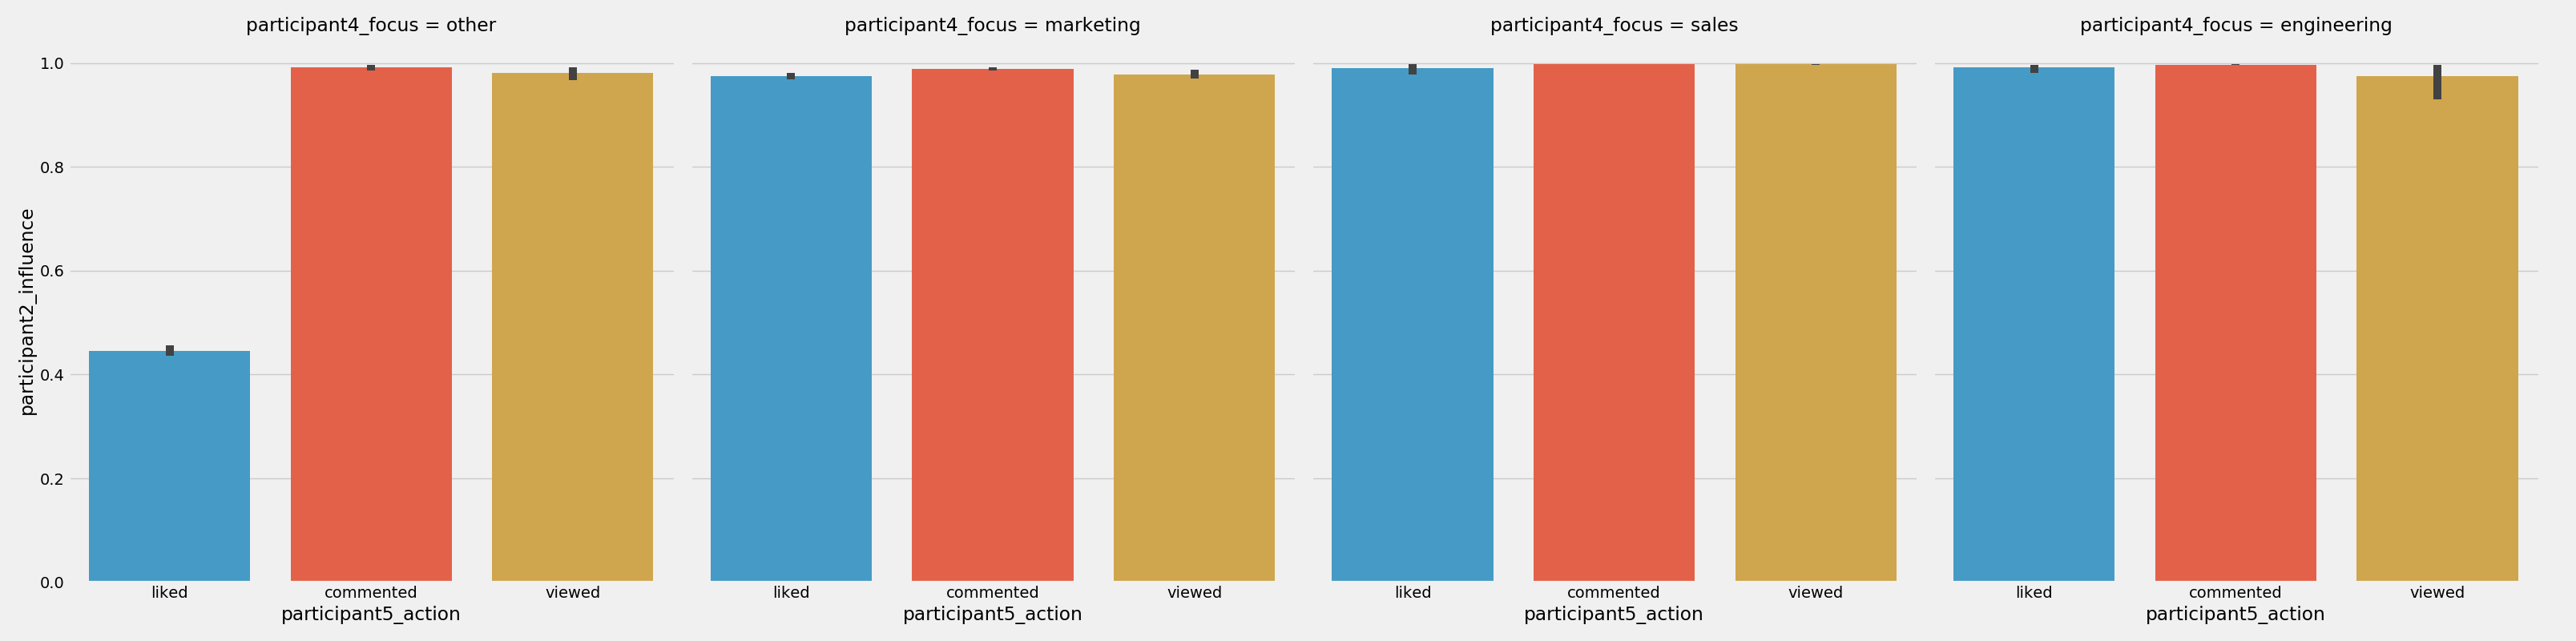 participant4_focus = other
participant4_focus = marketing
participant4_focus = sales
participant4_focus = engineering
participant2_influence
1.0
0.8
0.6
0.4
0.2
0.0
liked commented viewed
liked commented viewed
liked commented viewed
liked commented viewed
participant5_action
participant5_action
participant5_action
participant5_action